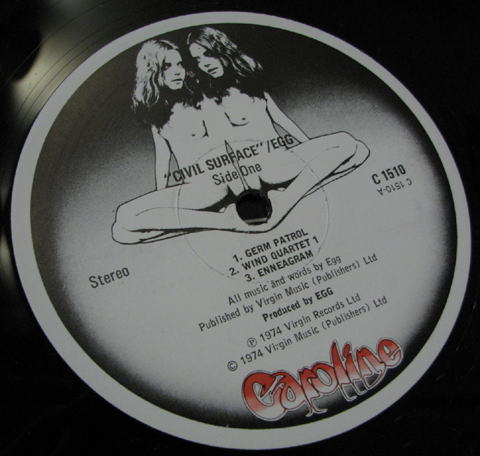 "CIVIL SURFACE"/EGG
Side One
C 1510
C 1510-A
Stereo
1. GERM PATROL
2. WIND QUARTET 1
3. ENNEAGRAM
All music and words by Egg
Published by Virgin Music (Publishers) Ltd
Produced by EGG
℗ 1974 Virgin Records Ltd
© 1974 Virgin Music (Publishers) Ltd
Caroline